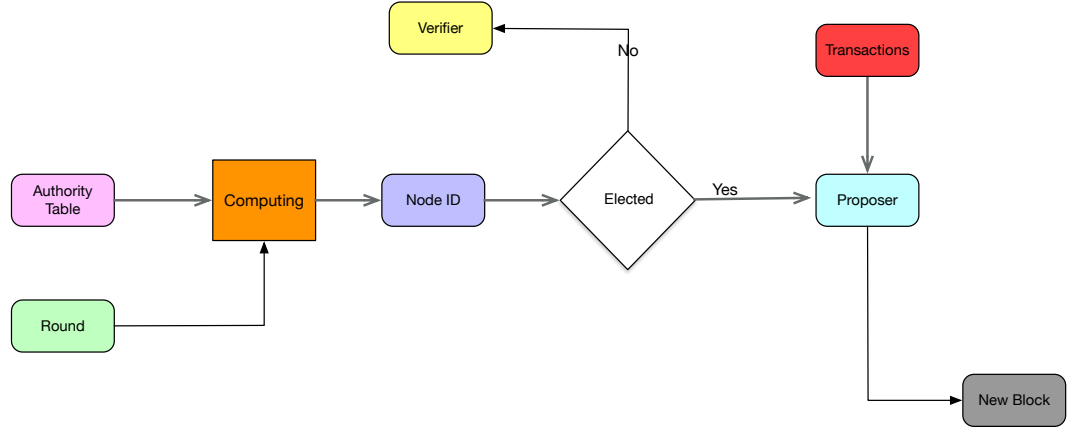 Verifier
No
Transactions
Authority
Table
Computing
Node ID
Elected
Yes
Proposer
Round
New Block